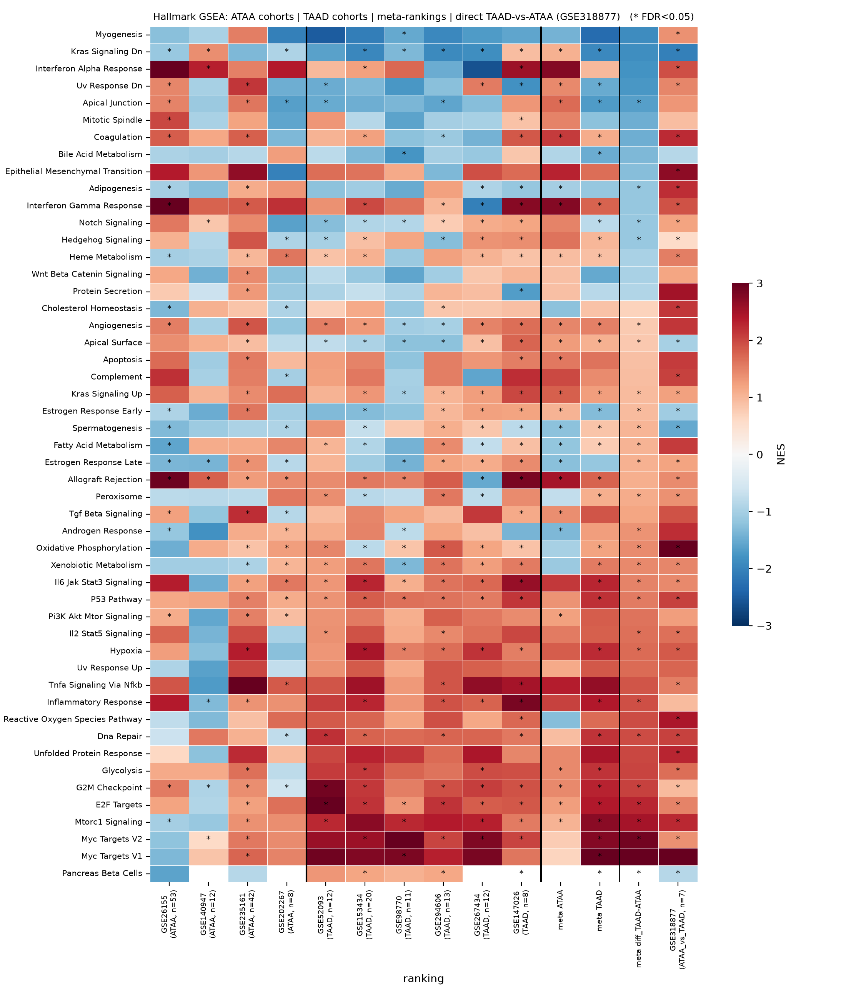 Hallmark GSEA: ATAA cohorts | TAAD cohorts | meta-rankings | direct TAAD-vs-ATAA (GSE318877)   (* FDR<0.05)
Myogenesis
Kras Signaling Dn
Interferon Alpha Response
Uv Response Dn
Apical Junction
Mitotic Spindle
Coagulation
Bile Acid Metabolism
Epithelial Mesenchymal Transition
Adipogenesis
Interferon Gamma Response
Notch Signaling
Hedgehog Signaling
Heme Metabolism
Wnt Beta Catenin Signaling
Protein Secretion
Cholesterol Homeostasis
Angiogenesis
Apical Surface
Apoptosis
Complement
Kras Signaling Up
Estrogen Response Early
Spermatogenesis
Fatty Acid Metabolism
Estrogen Response Late
Allograft Rejection
Peroxisome
Tgf Beta Signaling
Androgen Response
Oxidative Phosphorylation
Xenobiotic Metabolism
Il6 Jak Stat3 Signaling
P53 Pathway
Pi3K Akt Mtor Signaling
Il2 Stat5 Signaling
Hypoxia
Uv Response Up
Tnfa Signaling Via Nfkb
Inflammatory Response
Reactive Oxygen Species Pathway
Dna Repair
Unfolded Protein Response
Glycolysis
G2M Checkpoint
E2F Targets
Mtorc1 Signaling
Myc Targets V2
Myc Targets V1
Pancreas Beta Cells
GSE26155
(ATAA, n=53)
GSE140947
(ATAA, n=12)
GSE235161
(ATAA, n=42)
GSE202267
(ATAA, n=8)
GSE52093
(TAAD, n=12)
GSE153434
(TAAD, n=20)
GSE98770
(TAAD, n=11)
GSE294606
(TAAD, n=13)
GSE267434
(TAAD, n=12)
GSE147026
(TAAD, n=8)
meta ATAA
meta TAAD
meta diff_TAAD-ATAA
GSE318877
(ATAA_vs_TAAD, n=7)
ranking
3
2
1
0
−1
−2
−3
NES